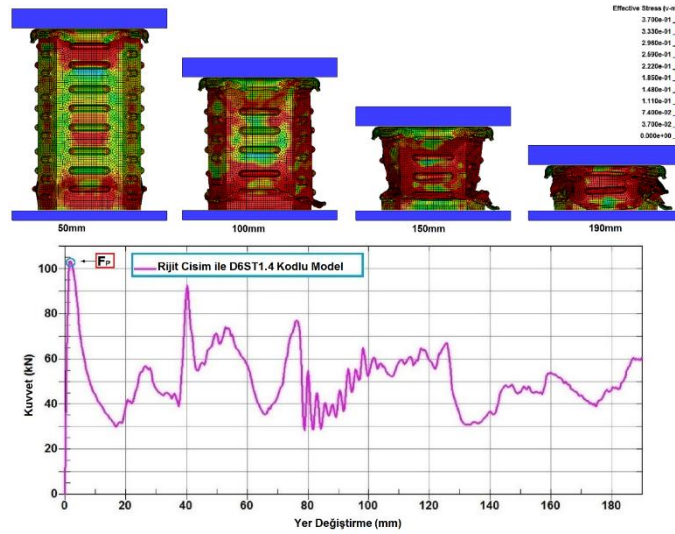 Effective Stress (v-m
3.700e-01
3.330e-01
2.960e-01
2.590e-01
2.220e-01
1.850e-01
1.480e-01
1.110e-01
7.400e-02
3.700e-02
0.000e+00
50mm
100mm
150mm
190mm
FP
Rijit Cisim ile D6ST1.4 Kodlu Model
Kuvvet (kN)
100
80
60
40
20
0
0 20 40 60 80 100 120 140 160 180
Yer Değiştirme (mm)